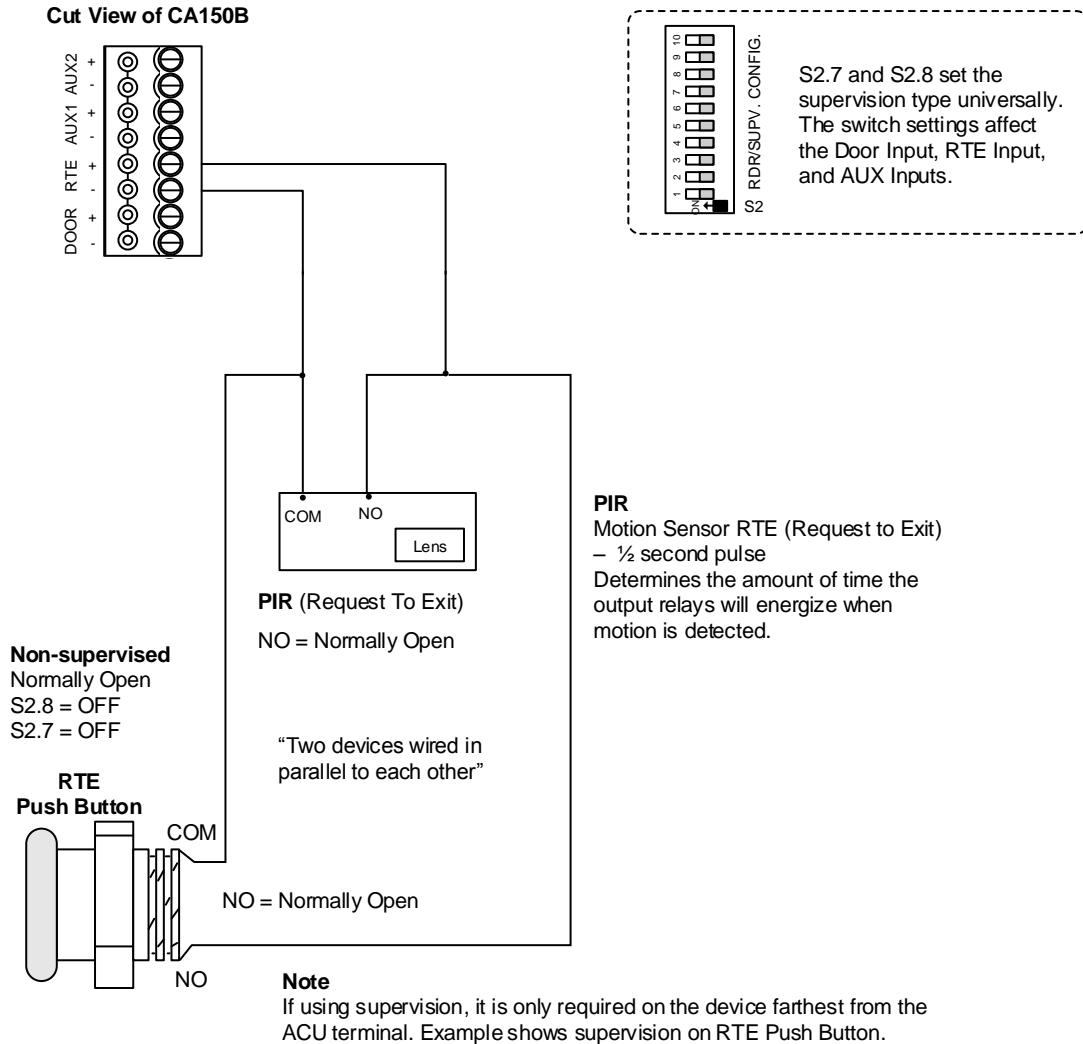 Cut View of CA150B
AUX2 + -
AUX1 + -
RTE + -
DOOR + -
10
9
8
7
6
5
4
3
2
1
ON
RDR/SUPV. CONFIG.
S2
S2.7 and S2.8 set the
supervision type universally.
The switch settings affect
the Door Input, RTE Input,
and AUX Inputs.
COM
NO
Lens
PIR (Request To Exit)
NO = Normally Open
PIR
Motion Sensor RTE (Request to Exit)
– ½ second pulse
Determines the amount of time the
output relays will energize when
motion is detected.
Non-supervised
Normally Open
S2.8 = OFF
S2.7 = OFF
“Two devices wired in
parallel to each other”
RTE
Push Button
COM
NO = Normally Open
NO
Note
If using supervision, it is only required on the device farthest from the
ACU terminal. Example shows supervision on RTE Push Button.